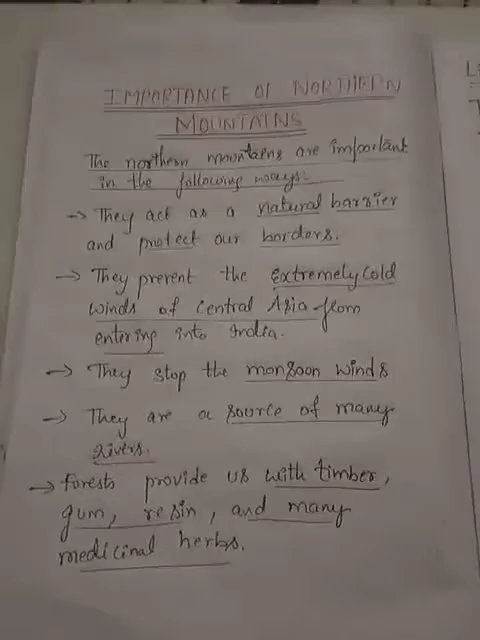 IMPORTANCE OF NORTHERN
MOUNTAINS
The northern mountains are important
in the following ways:
→ They act as a natural barrier
and protect our borders.
→ They prevent the extremely cold
winds of Central Asia from
entering into India.
→ They stop the monsoon winds
→ They are a source of many
rivers.
→ Forests provide us with timber,
gum, resin, and many
medicinal herbs.